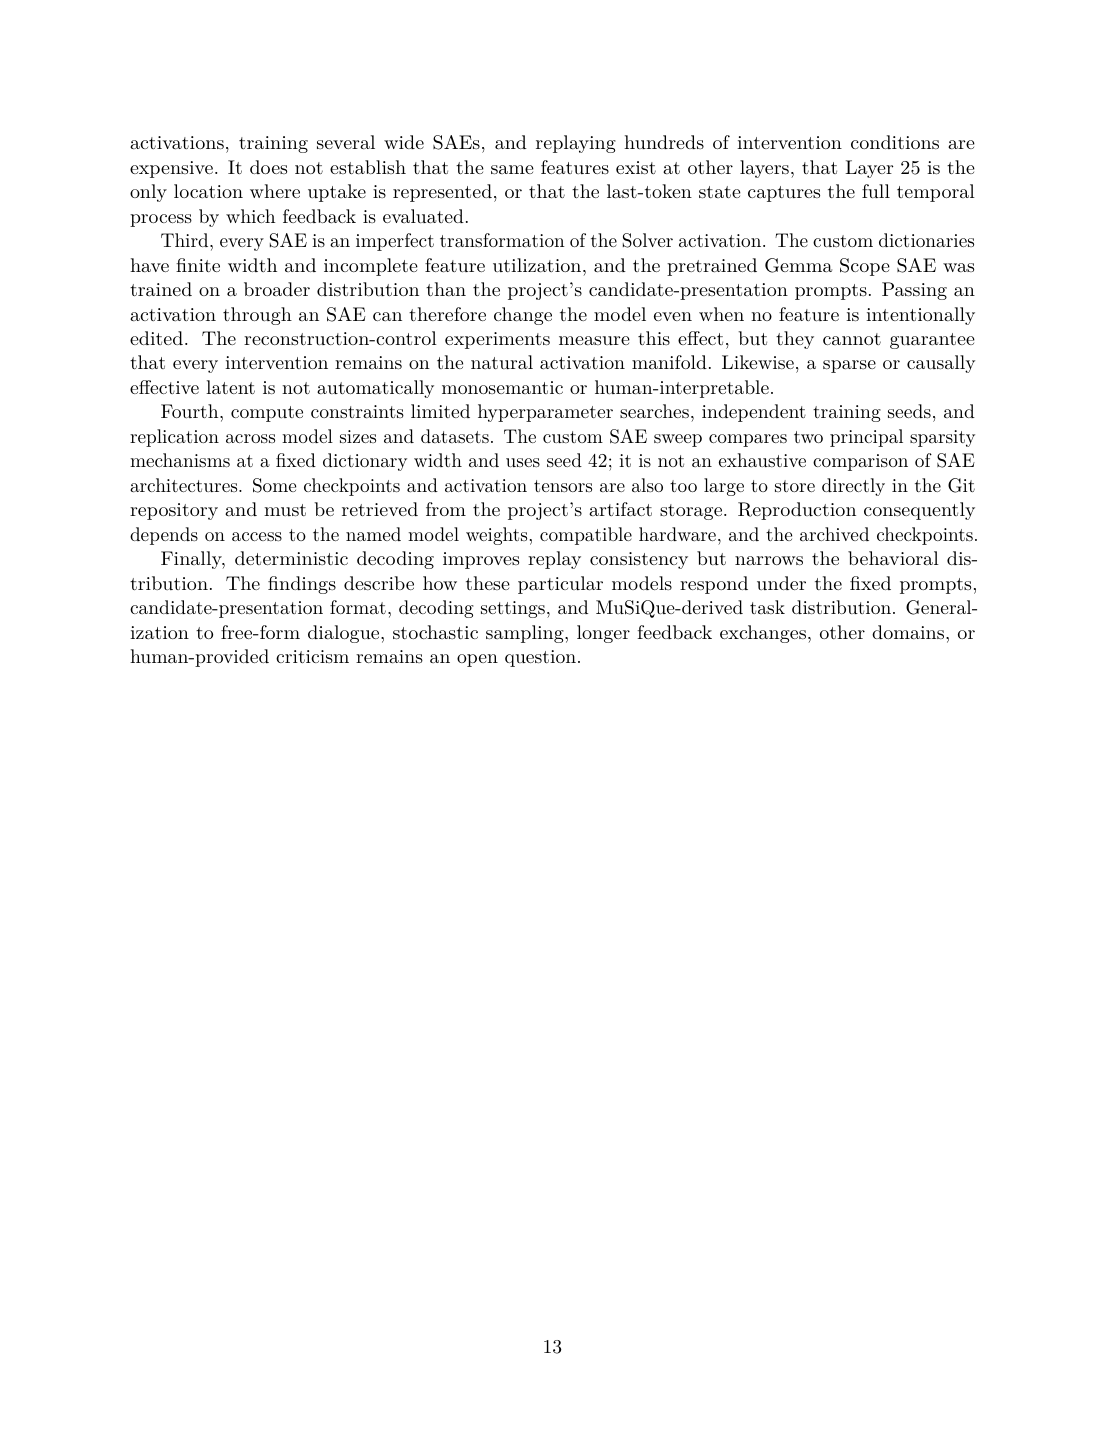 activations, training several wide SAEs, and replaying hundreds of intervention conditions are
expensive. It does not establish that the same features exist at other layers, that Layer 25 is the
only location where uptake is represented, or that the last-token state captures the full temporal
process by which feedback is evaluated.
Third, every SAE is an imperfect transformation of the Solver activation. The custom dictionaries
have finite width and incomplete feature utilization, and the pretrained Gemma Scope SAE was
trained on a broader distribution than the project's candidate-presentation prompts. Passing an
activation through an SAE can therefore change the model even when no feature is intentionally
edited. The reconstruction-control experiments measure this effect, but they cannot guarantee
that every intervention remains on the natural activation manifold. Likewise, a sparse or causally
effective latent is not automatically monosemantic or human-interpretable.
Fourth, compute constraints limited hyperparameter searches, independent training seeds, and
replication across model sizes and datasets. The custom SAE sweep compares two principal sparsity
mechanisms at a fixed dictionary width and uses seed 42; it is not an exhaustive comparison of SAE
architectures. Some checkpoints and activation tensors are also too large to store directly in the Git
repository and must be retrieved from the project's artifact storage. Reproduction consequently
depends on access to the named model weights, compatible hardware, and the archived checkpoints.
Finally, deterministic decoding improves replay consistency but narrows the behavioral dis-
tribution. The findings describe how these particular models respond under the fixed prompts,
candidate-presentation format, decoding settings, and MuSiQue-derived task distribution. General-
ization to free-form dialogue, stochastic sampling, longer feedback exchanges, other domains, or
human-provided criticism remains an open question.
13